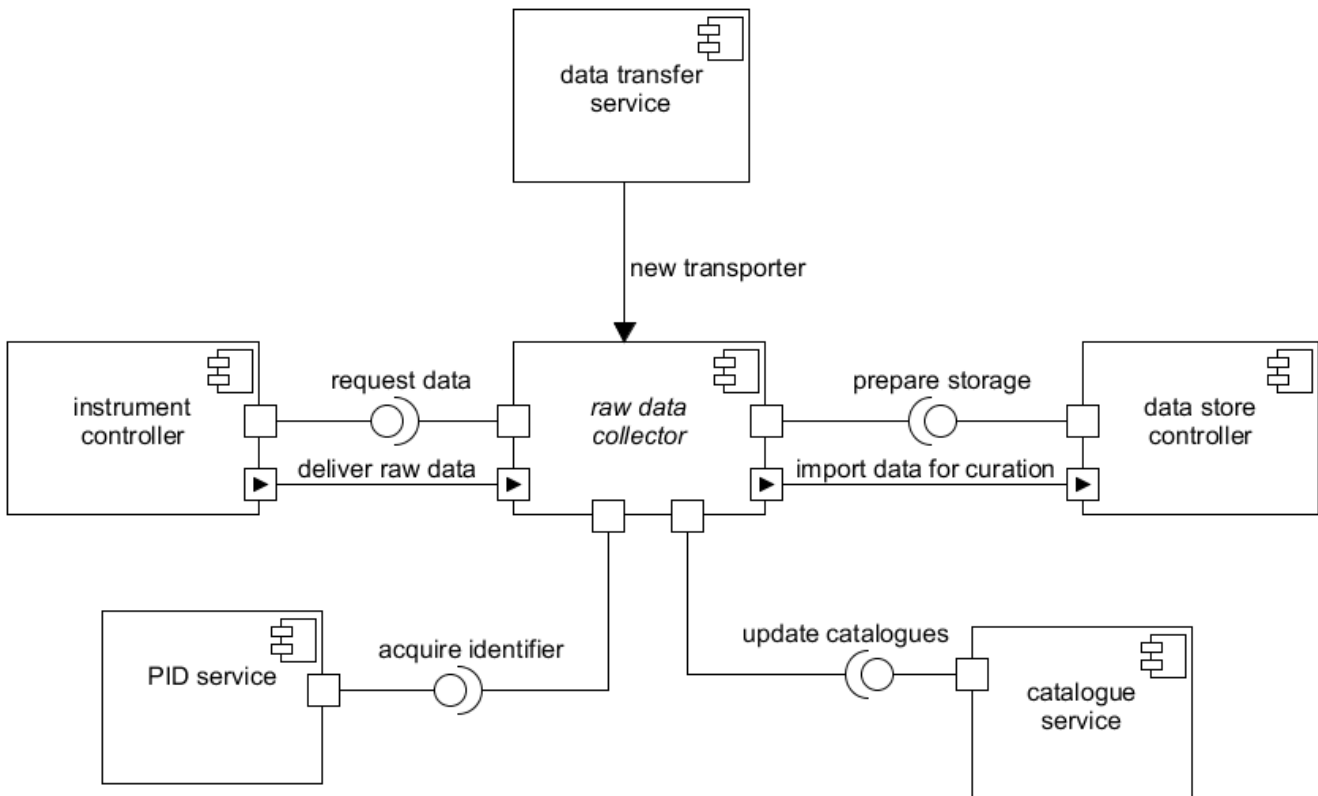 data transfer
service
new transporter
request data
prepare storage
instrument
controller
raw data
collector
data store
controller
deliver raw data
import data for curation
acquire identifier
update catalogues
PID service
catalogue
service